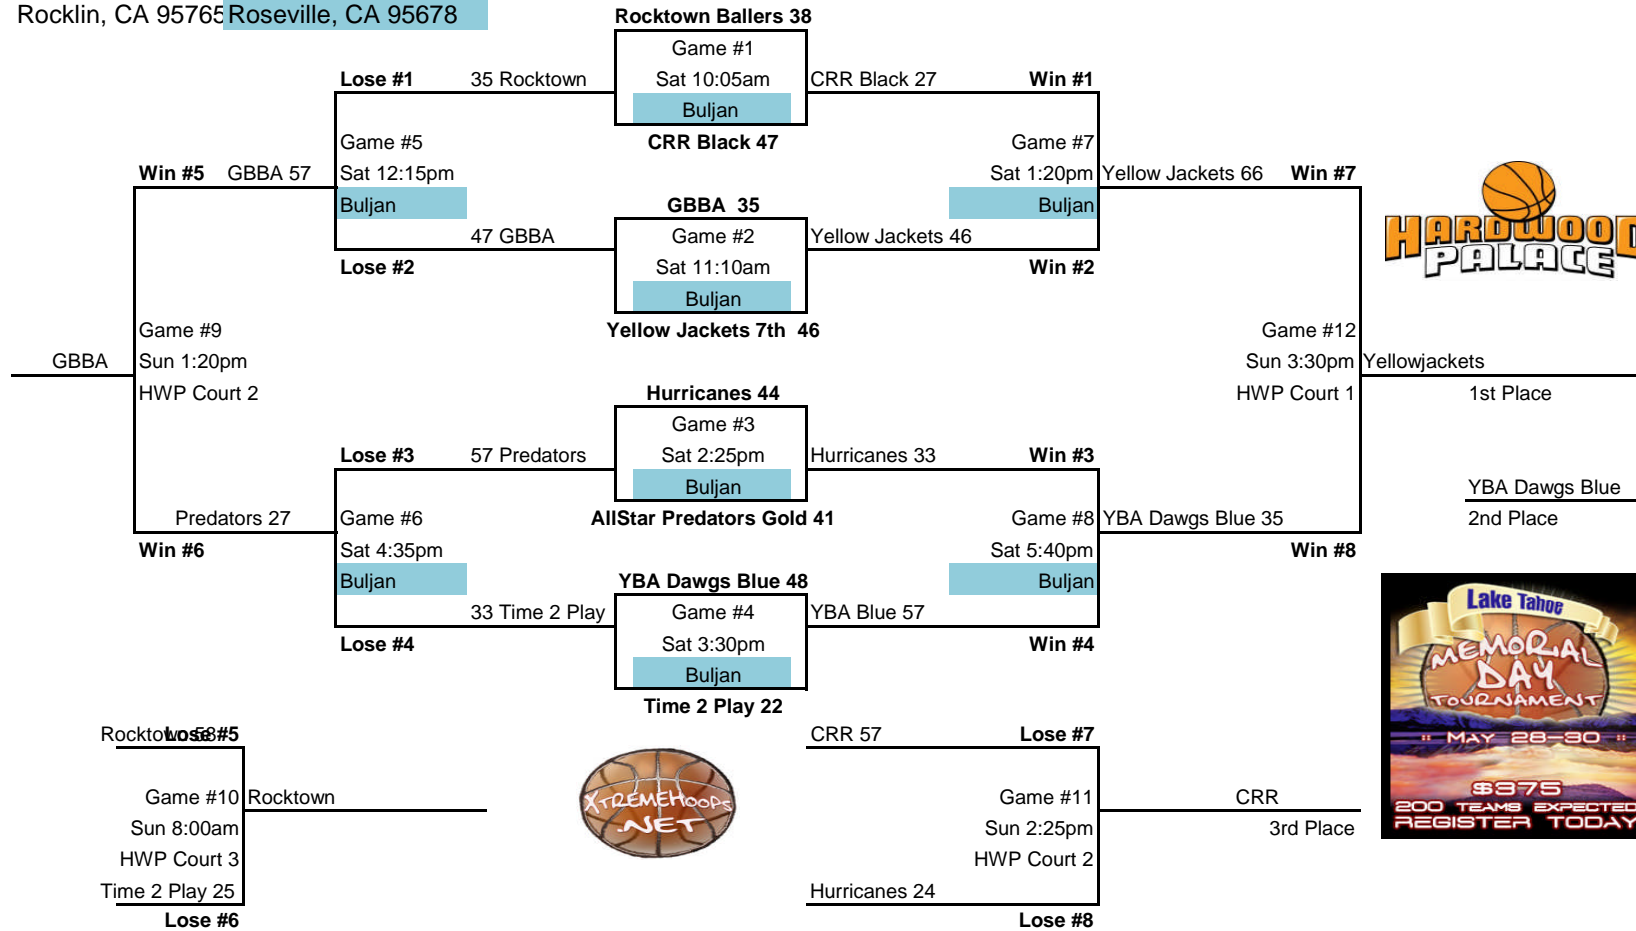 Rocklin, CA 95765 Roseville, CA 95678
Rocktown Ballers 38
Game #1
Lose #1 35 Rocktown Sat 10:05am CRR Black 27 Win #1
Buljan
Game #5 CRR Black 47 Game #7
Win #5 GBBA 57 Sat 12:15pm Sat 1:20pm Yellow Jackets 66 Win #7
Buljan GBBA 35 Buljan
47 GBBA Game #2 Yellow Jackets 46
Lose #2 Sat 11:10am Win #2
Buljan
HARDWOOD
PALACE
Game #9 Yellow Jackets 7th 46 Game #12
GBBA Sun 1:20pm Sun 3:30pm Yellowjackets
HWP Court 2 Hurricanes 44 HWP Court 1 1st Place
Game #3
Lose #3 57 Predators Sat 2:25pm Hurricanes 33 Win #3
Buljan YBA Dawgs Blue
Predators 27 Game #6 AllStar Predators Gold 41 Game #8 YBA Dawgs Blue 35 2nd Place
Win #6 Sat 4:35pm Sat 5:40pm Win #8
Buljan YBA Dawgs Blue 48 Buljan
33 Time 2 Play Game #4 YBA Blue 57
Lose #4 Sat 3:30pm Win #4
Buljan
Time 2 Play 22
Lake Tahoe
MEMORIAL
DAY
TOURNAMENT
MAY 28-30
$375
200 TEAMS EXPECTED
REGISTER TODAY
Rocktown 58 Lose #5 CRR 57 Lose #7
XTREMEHOOPS
.NET
Game #10 Rocktown Game #11 CRR
Sun 8:00am Sun 2:25pm 3rd Place
HWP Court 3 HWP Court 2
Time 2 Play 25 Hurricanes 24
Lose #6 Lose #8